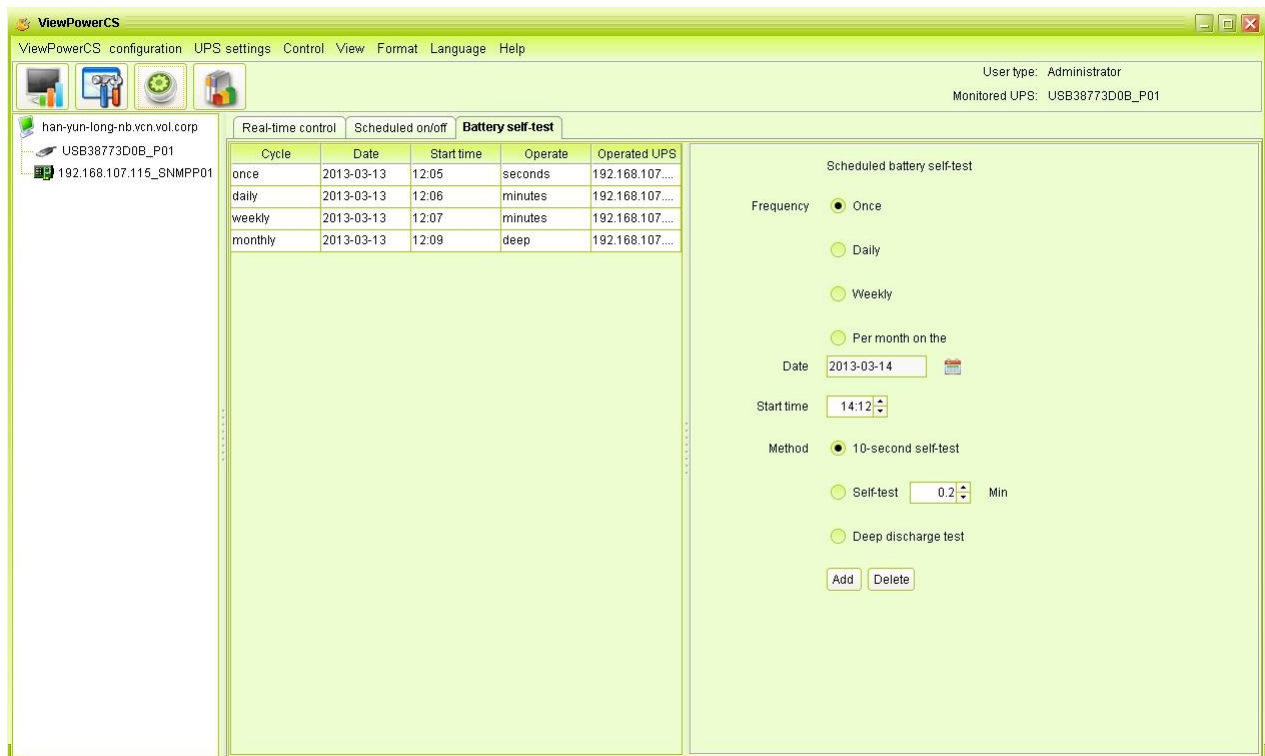 ViewPowerCS
ViewPowerCS configuration UPS settings Control View Format Language Help
User type: Administrator
Monitored UPS: USB38773D0B_P01
han-yun-long-nb.vcn.vol.corp
USB38773D0B_P01
192.168.107.115_SNMPP01
Real-time control Scheduled on/off Battery self-test
Cycle Date Start time Operate Operated UPS
once 2013-03-13 12:05 seconds 192.168.107....
daily 2013-03-13 12:06 minutes 192.168.107....
weekly 2013-03-13 12:07 minutes 192.168.107....
monthly 2013-03-13 12:09 deep 192.168.107....
Scheduled battery self-test
Frequency Once
Daily
Weekly
Per month on the
Date 2013-03-14
Start time 14:12
Method 10-second self-test
Self-test 0.2 Min
Deep discharge test
Add Delete